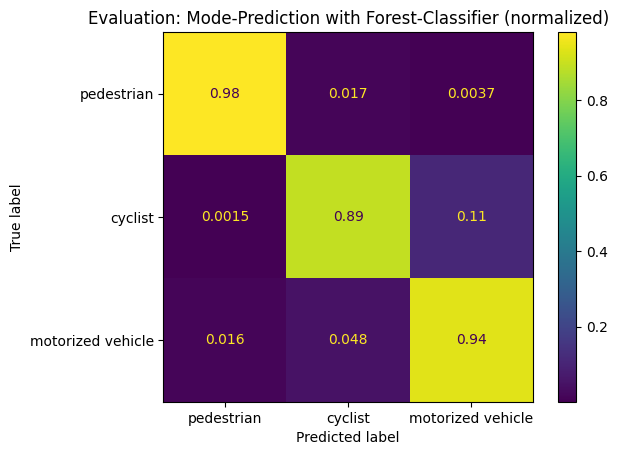 Evaluation: Mode-Prediction with Forest-Classifier (normalized)
pedestrian 0.98 0.017 0.0037
cyclist 0.0015 0.89 0.11
motorized vehicle 0.016 0.048 0.94
pedestrian cyclist motorized vehicle
Predicted label
True label
0.8
0.6
0.4
0.2